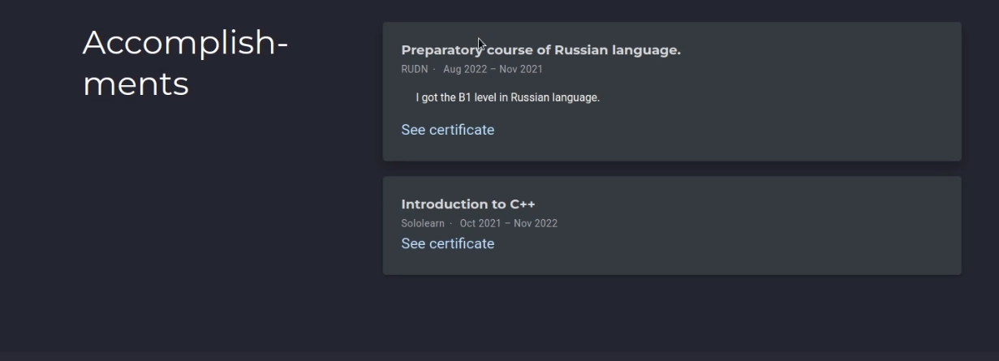 Accomplish-
ments
Preparatory course of Russian language.
RUDN · Aug 2022 – Nov 2021
I got the B1 level in Russian language.
See certificate
Introduction to C++
Sololearn · Oct 2021 – Nov 2022
See certificate